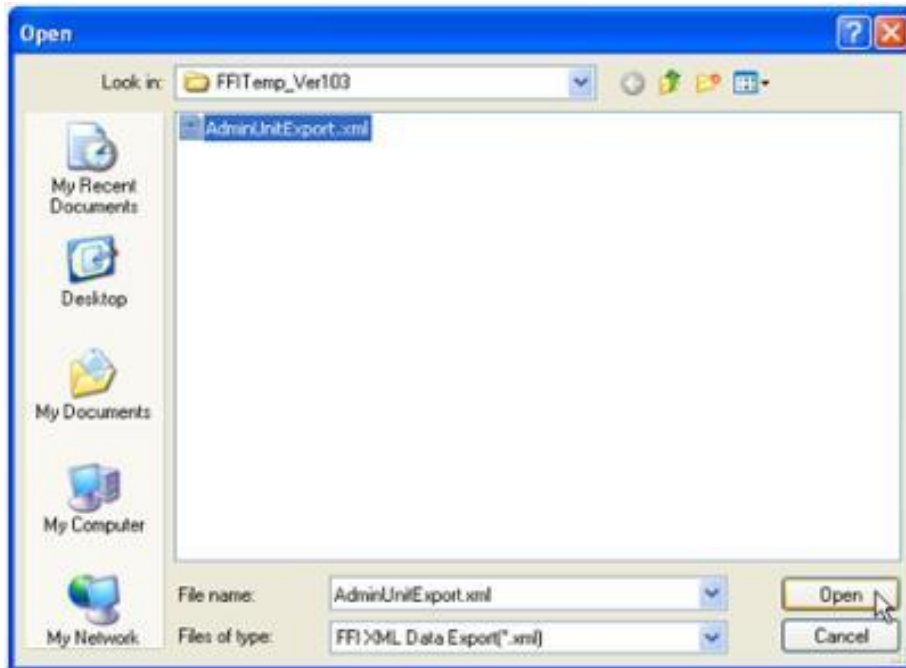 Open
Look in: FFITemp_Ver103
AdminUnitExport.xml
My Recent
Documents
Desktop
My Documents
My Computer
My Network
File name: AdminUnitExport.xml Open
Files of type: FFI XML Data Export(*.xml) Cancel